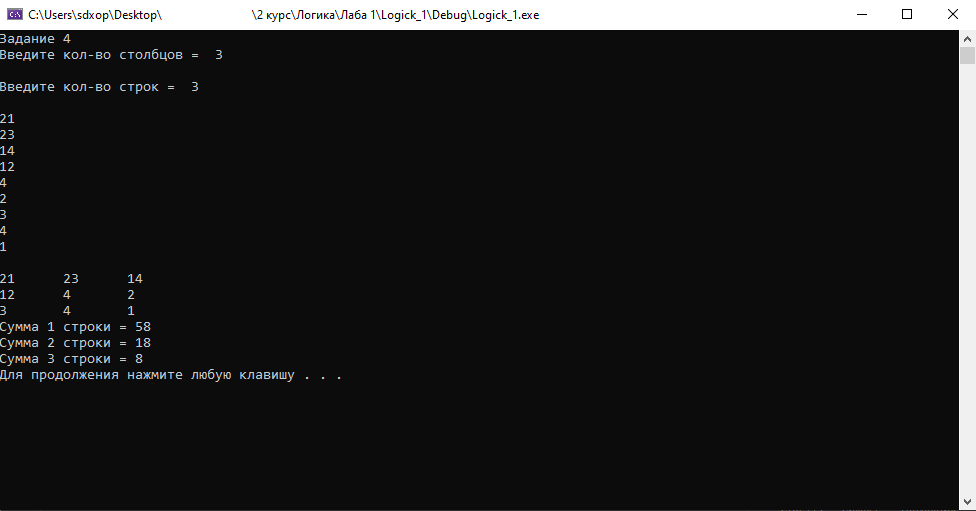 C:\Users\sdxop\Desktop\ \2 курс\Логика\Лаба 1\Logick_1\Debug\Logick_1.exe
Задание 4
Введите кол-во столбцов = 3
Введите кол-во строк = 3
21
23
14
12
4
2
3
4
1
21 23 14
12 4 2
3 4 1
Сумма 1 строки = 58
Сумма 2 строки = 18
Сумма 3 строки = 8
Для продолжения нажмите любую клавишу . . .